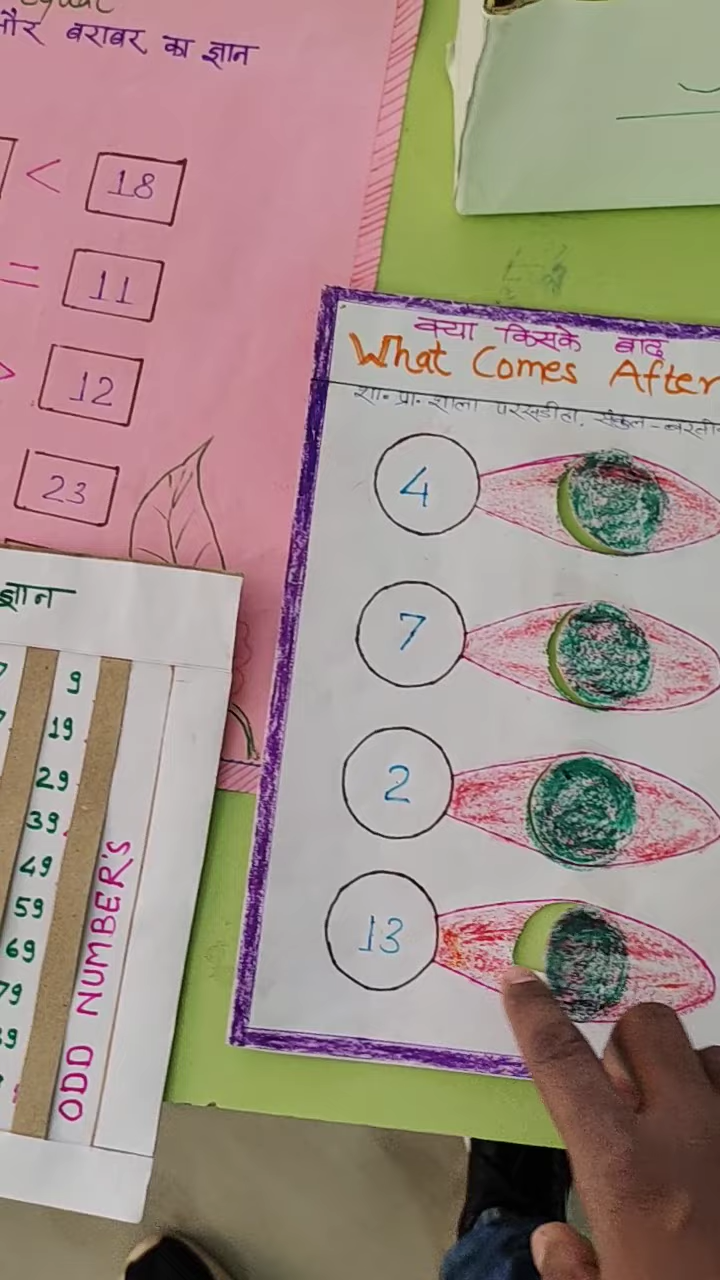 और बराबर का ज्ञान
< 18
= 11
> 12
23
क्या किसके बाद
What Comes After
शा. प्रा. शाला
4
7
2
13
ज्ञान
9
19
29
39
49
59
69
79
ODD NUMBER'S